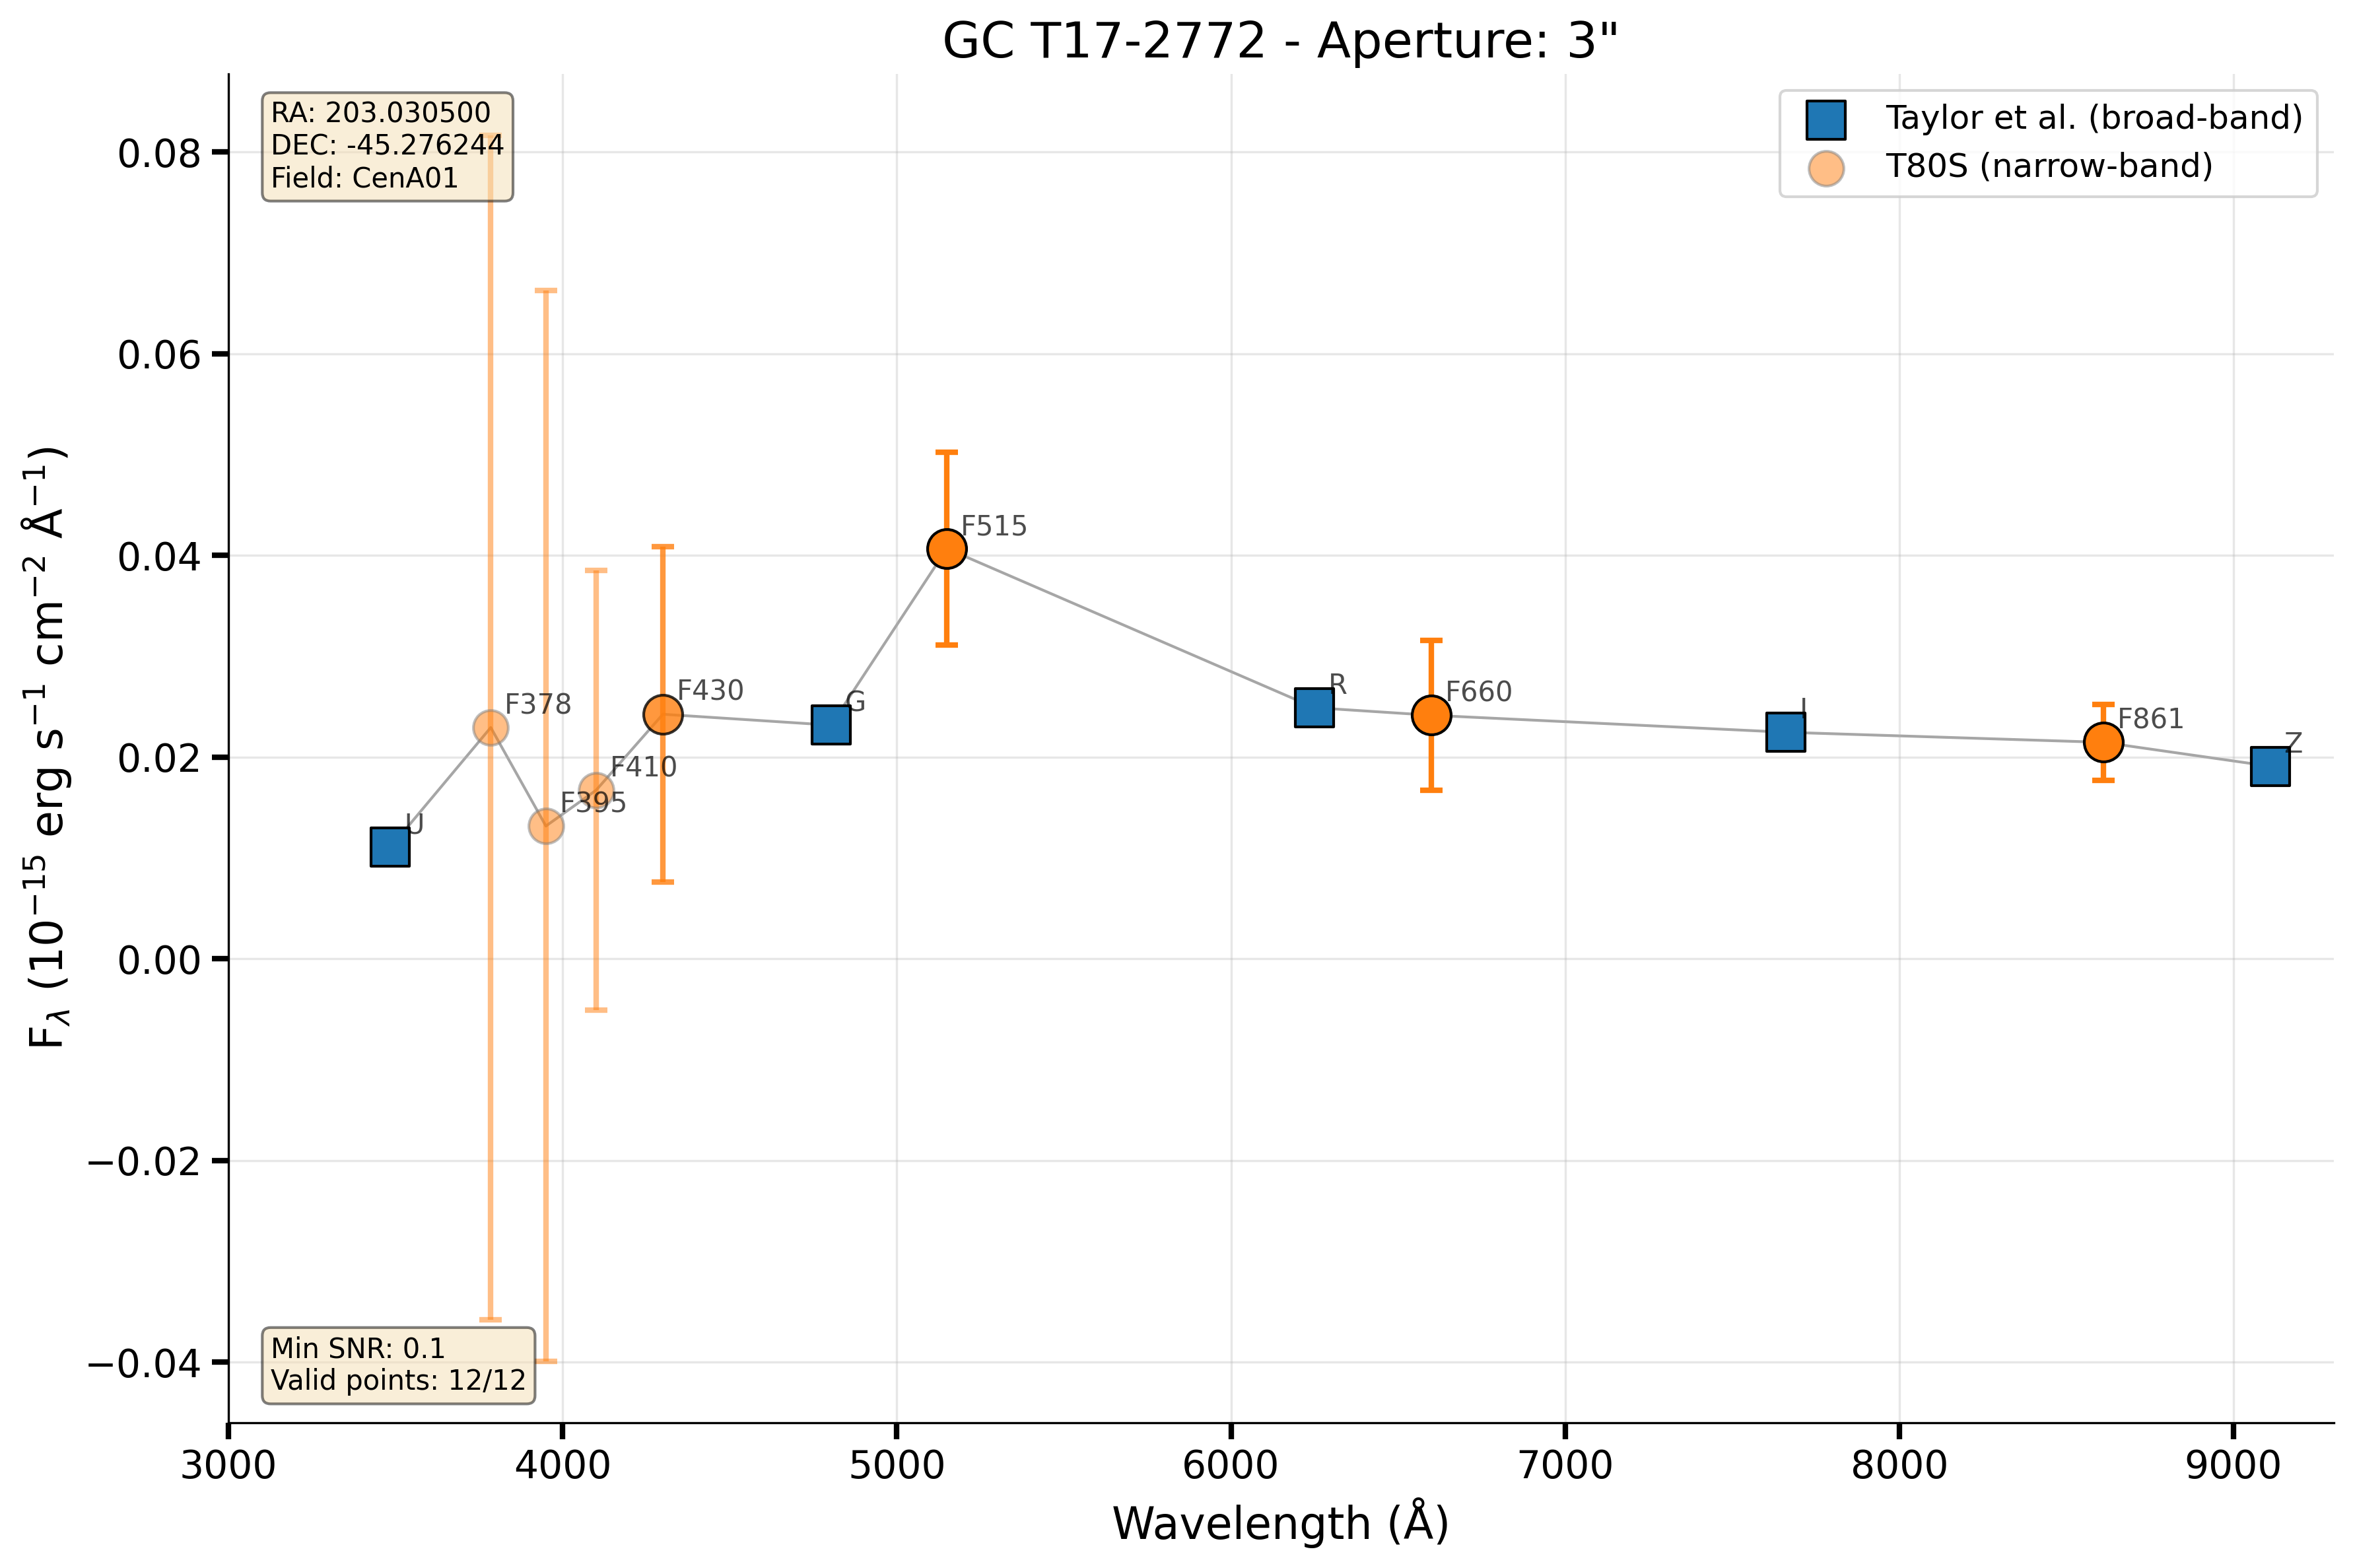 GC T17-2772 - Aperture: 3"
RA: 203.030500
DEC: -45.276244
Field: CenA01
Taylor et al. (broad-band)
T80S (narrow-band)
0.08
0.06
0.04
0.02
0.00
−0.02
−0.04
F_λ (10⁻¹⁵ erg s⁻¹ cm⁻² Å⁻¹)
U
F378
F395
F410
F430
G
F515
R
F660
I
F861
Z
Min SNR: 0.1
Valid points: 12/12
3000 4000 5000 6000 7000 8000 9000
Wavelength (Å)